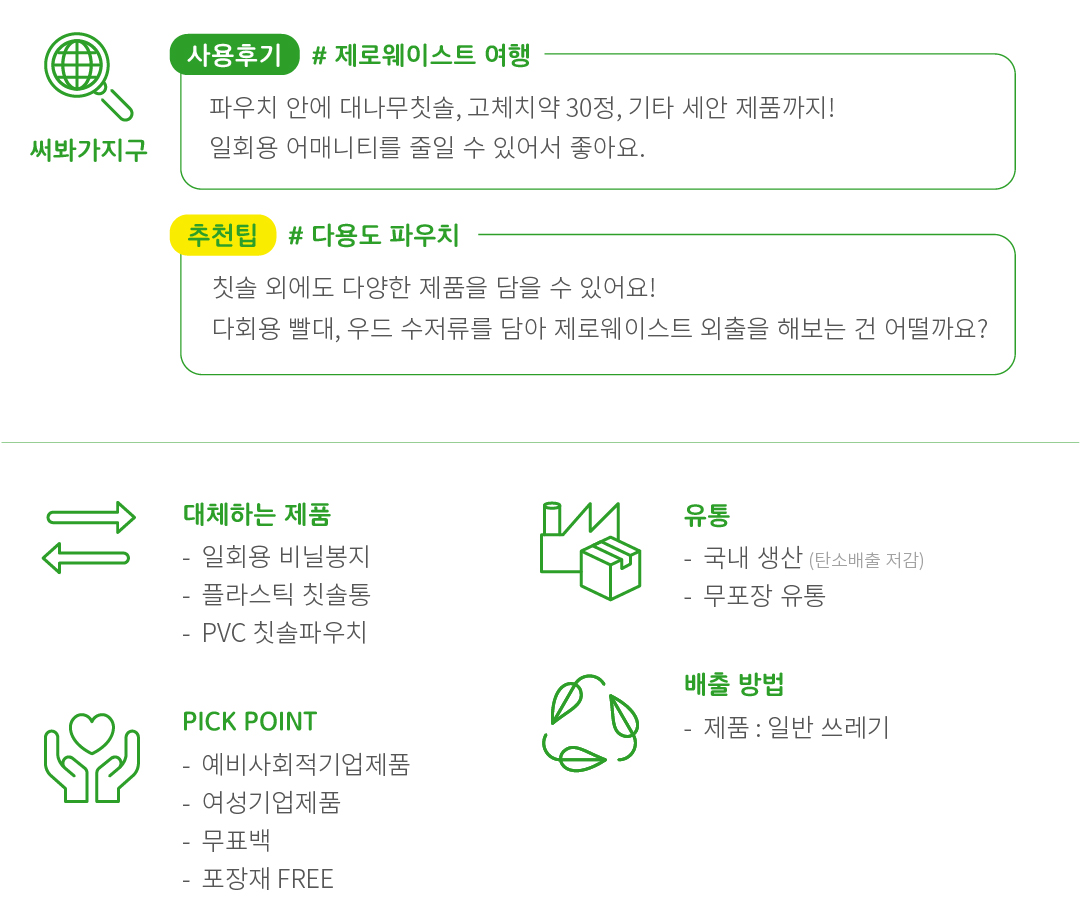 써봐가지구
사용후기 # 제로웨이스트 여행
파우치 안에 대나무칫솔, 고체치약 30정, 기타 세안 제품까지!
일회용 어매니티를 줄일 수 있어서 좋아요.
추천팁 # 다용도 파우치
칫솔 외에도 다양한 제품을 담을 수 있어요!
다회용 빨대, 우드 수저류를 담아 제로웨이스트 외출을 해보는 건 어떨까요?
대체하는 제품
- 일회용 비닐봉지
- 플라스틱 칫솔통
- PVC 칫솔파우치
유통
- 국내 생산 (탄소배출 저감)
- 무포장 유통
PICK POINT
- 예비사회적기업제품
- 여성기업제품
- 무표백
- 포장재 FREE
배출 방법
- 제품 : 일반 쓰레기